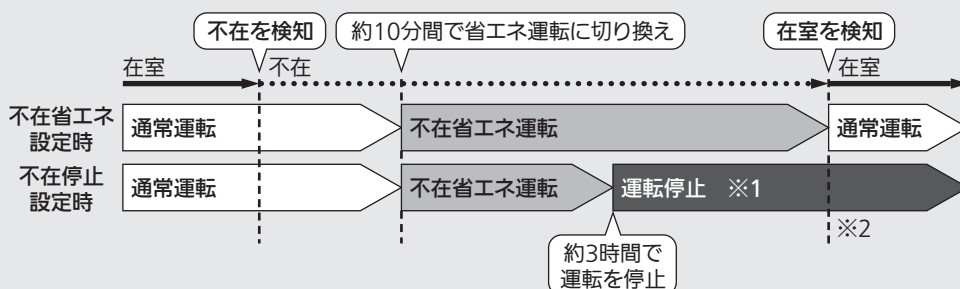 不在を検知
約10分間で省エネ運転に切り換え
在室を検知
在室
不在
在室
不在省エネ
設定時
通常運転
不在省エネ運転
通常運転
不在停止
設定時
通常運転
不在省エネ運転
運転停止 ※1
※2
約3時間で
運転を停止